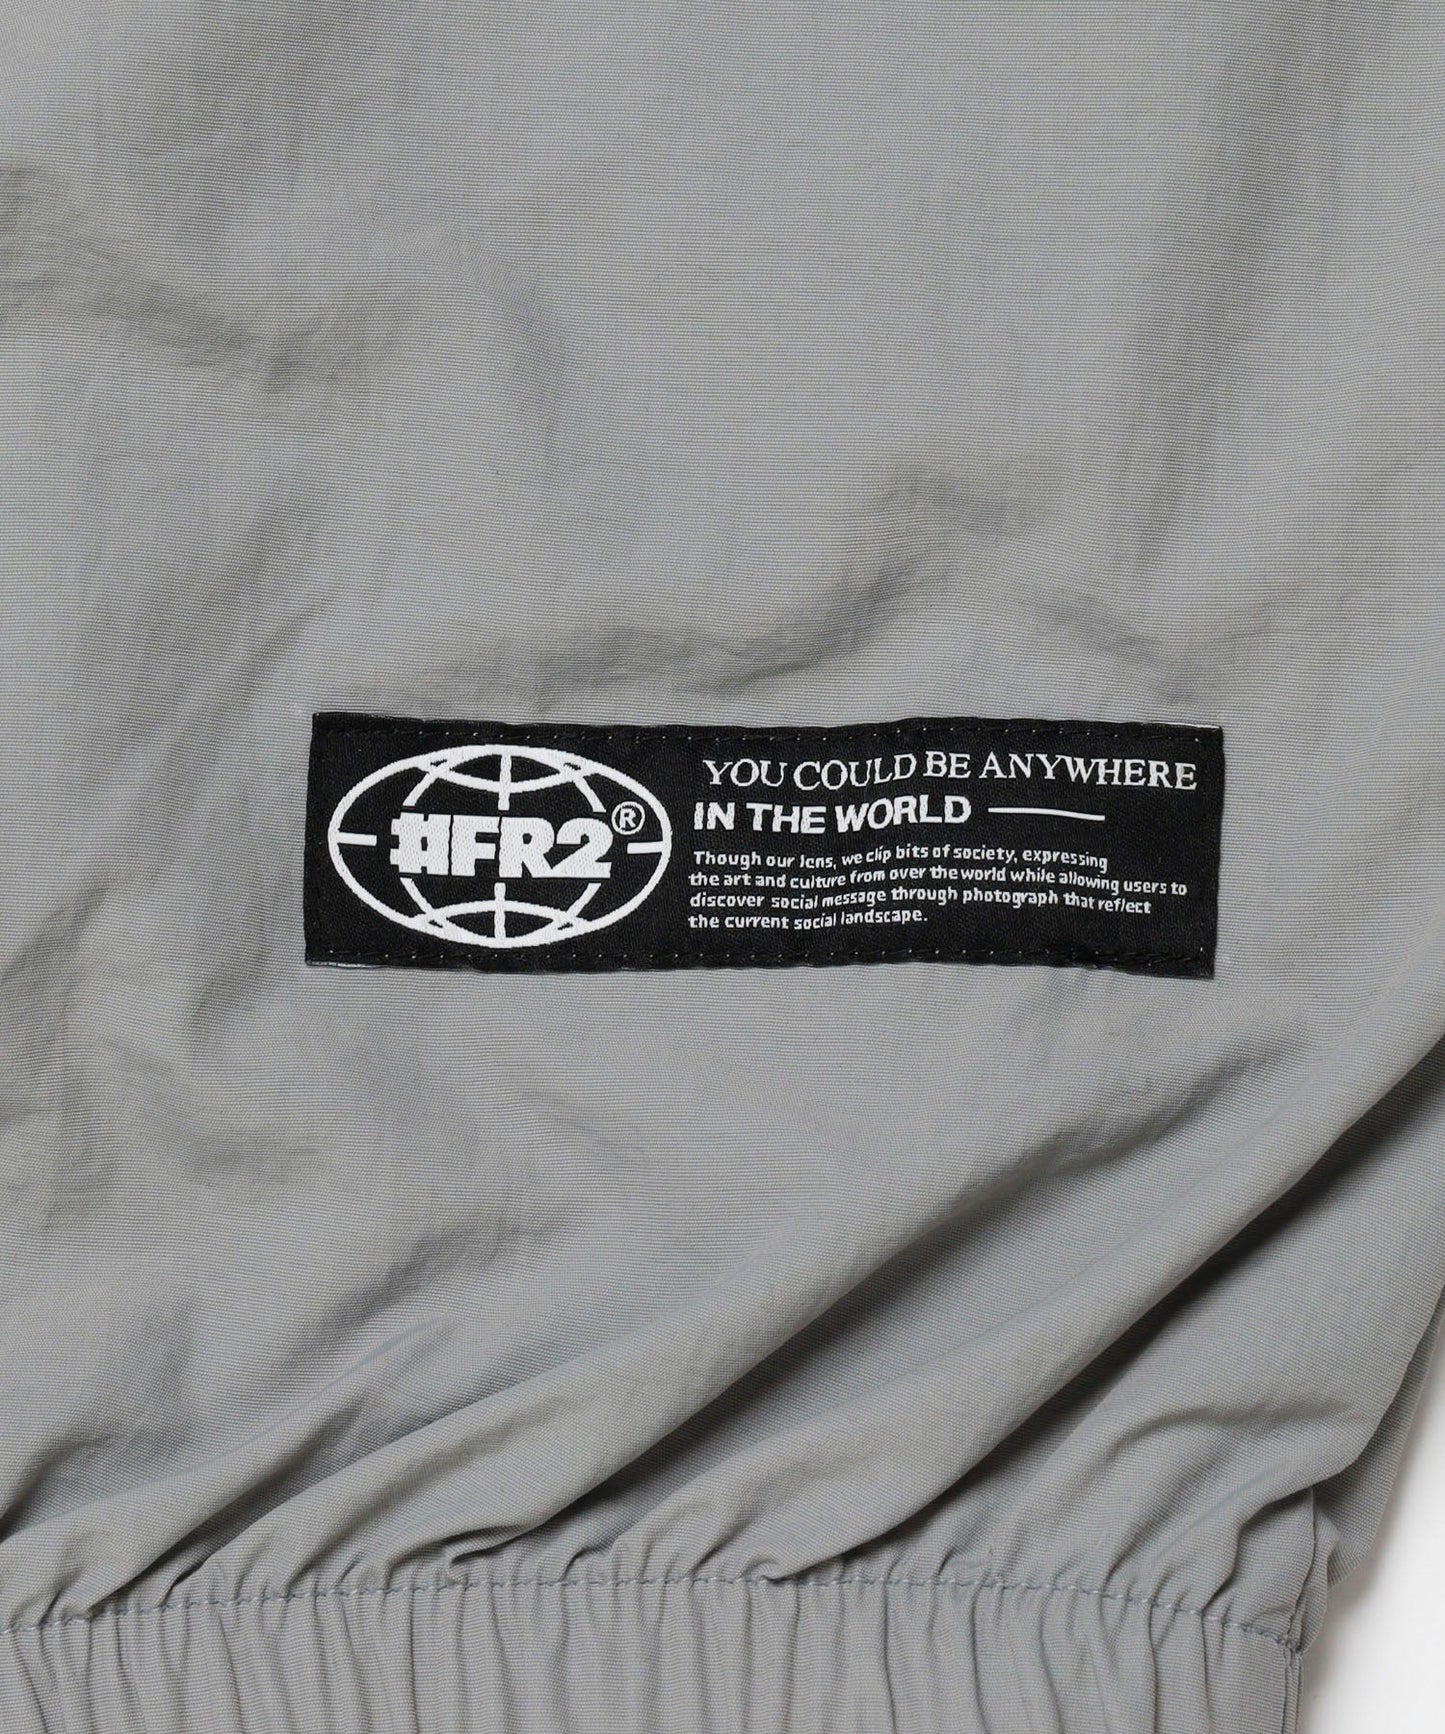 #FR2®
YOU COULD BE ANYWHERE
IN THE WORLD
Though our lens, we clip bits of society, expressing
the art and culture from over the world while allowing users to
discover social message through photograph that reflect
the current social landscape.